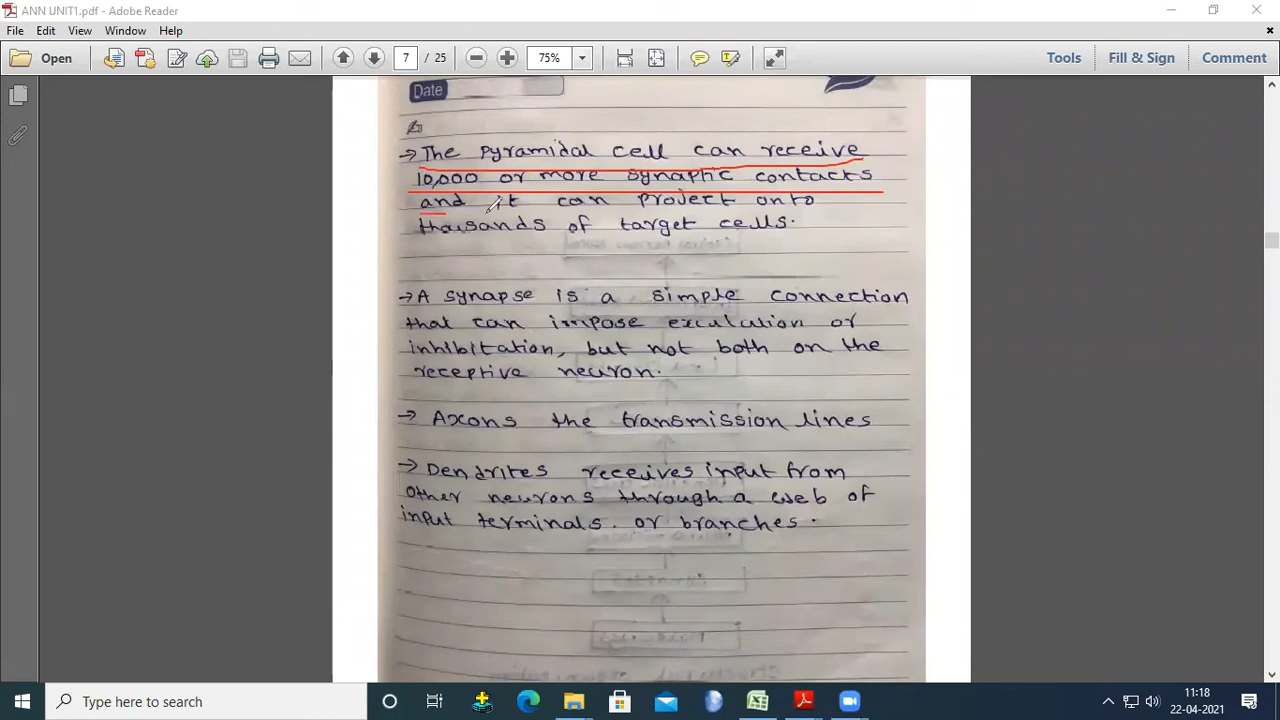 ANN UNIT1.pdf - Adobe Reader
File Edit View Window Help
Open 7 / 25 75% Tools Fill & Sign Comment
Date
→ The Pyramidal cell can receive
10,000 or more synaptic contacts
and it can project onto
thousands of target cells.
→ A synapse is a simple connection
that can impose exculation or
inhibitation, but not both on the
receptive neuron.
→ Axons the transmission lines
→ Dendrites receives input from
other neurons through a web of
input terminals. or branches.
Type here to search
11:18
22-04-2021